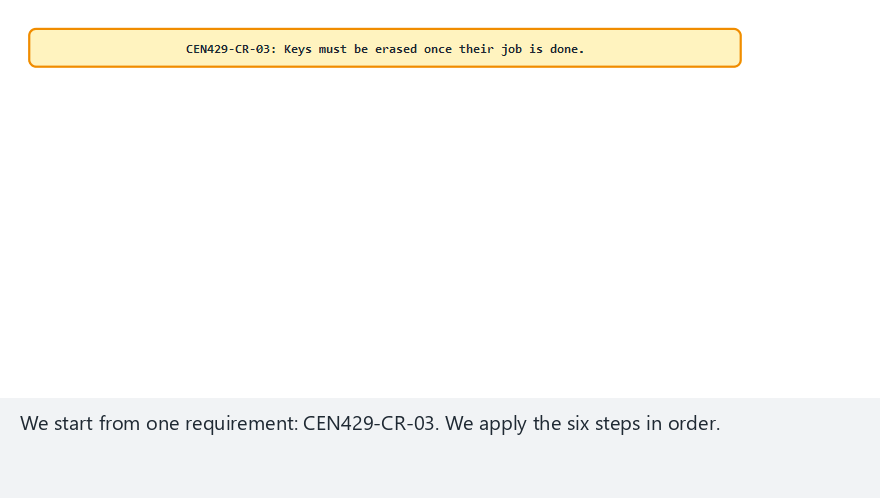 CEN429-CR-03: Keys must be erased once their job is done.
We start from one requirement: CEN429-CR-03. We apply the six steps in order.